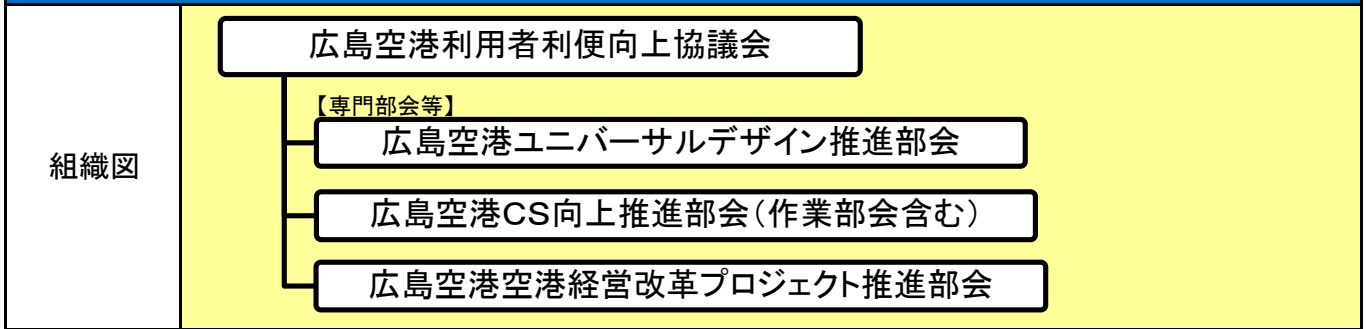 組織図
広島空港利用者利便向上協議会
【専門部会等】
広島空港ユニバーサルデザイン推進部会
広島空港CS向上推進部会（作業部会含む）
広島空港空港経営改革プロジェクト推進部会